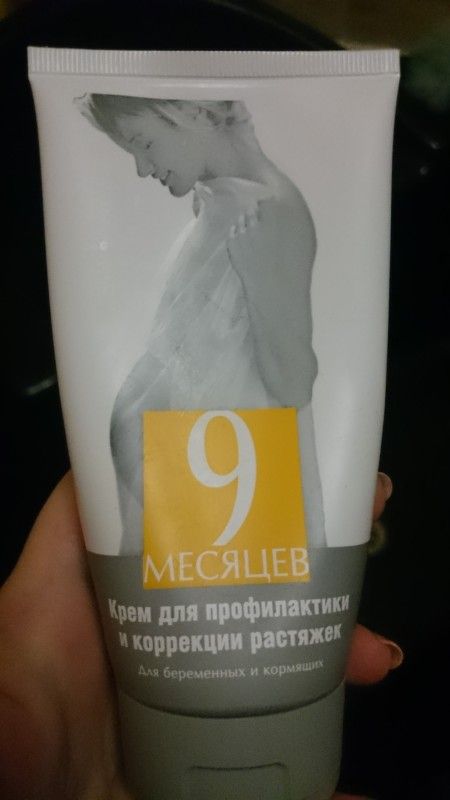 9
МЕСЯЦЕВ
Крем для профилактики
и коррекции растяжек
Для беременных и кормящих